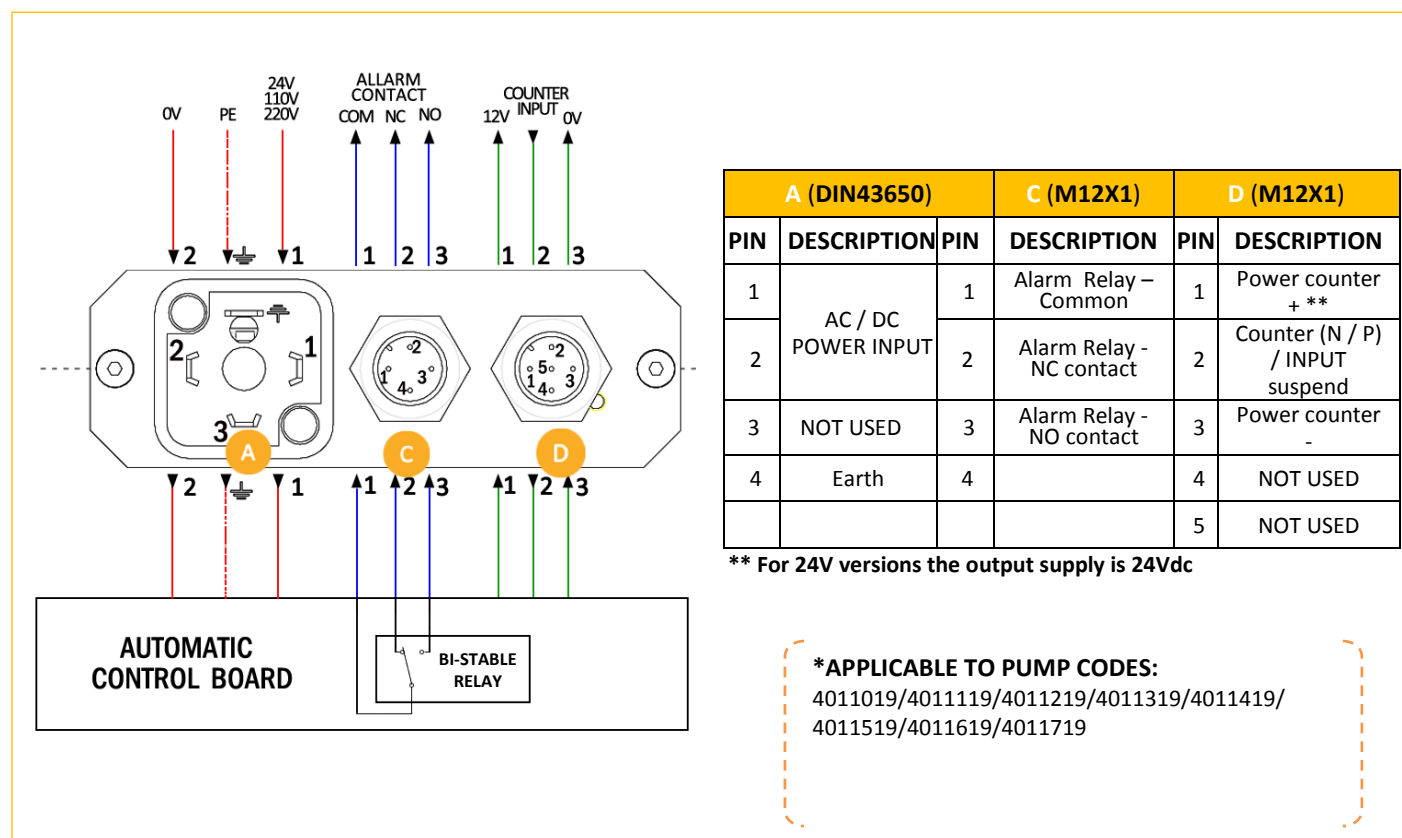 24V
110V
220V
0V PE
ALLARM
CONTACT
COM NC NO
COUNTER
INPUT
12V 0V
2 1
1 2 3
1 2 3
2 1
3
A
2
1 3
4
C
2
5
1 3
4
D
2 1
1 2 3
1 2 3
AUTOMATIC
CONTROL BOARD
BI-STABLE
RELAY
A (DIN43650) C (M12X1) D (M12X1)
PIN DESCRIPTION PIN DESCRIPTION PIN DESCRIPTION
1 AC / DC POWER INPUT 1 Alarm Relay – Common 1 Power counter + **
2 2 Alarm Relay - NC contact 2 Counter (N / P) / INPUT suspend
3 NOT USED 3 Alarm Relay - NO contact 3 Power counter -
4 Earth 4 4 NOT USED
5 NOT USED
** For 24V versions the output supply is 24Vdc
*APPLICABLE TO PUMP CODES:
4011019/4011119/4011219/4011319/4011419/
4011519/4011619/4011719